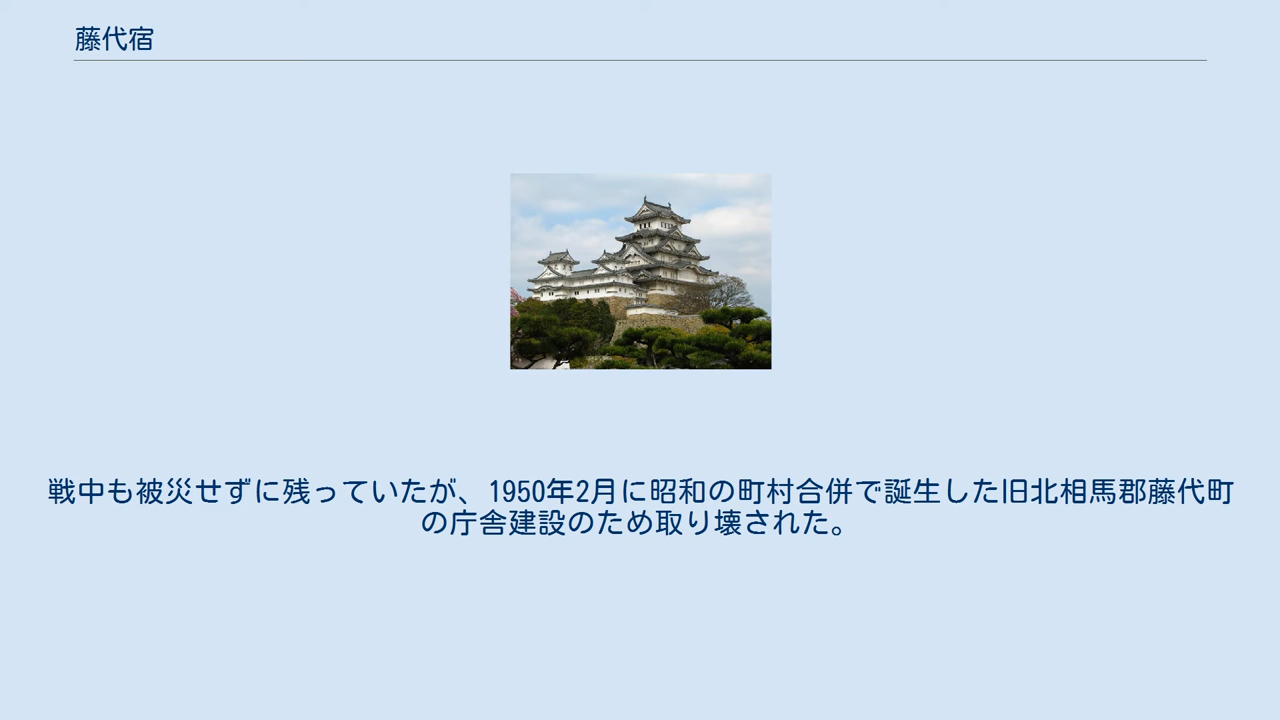 藤代宿
戦中も被災せずに残っていたが、1950年2月に昭和の町村合併で誕生した旧北相馬郡藤代町
の庁舎建設のため取り壊された。